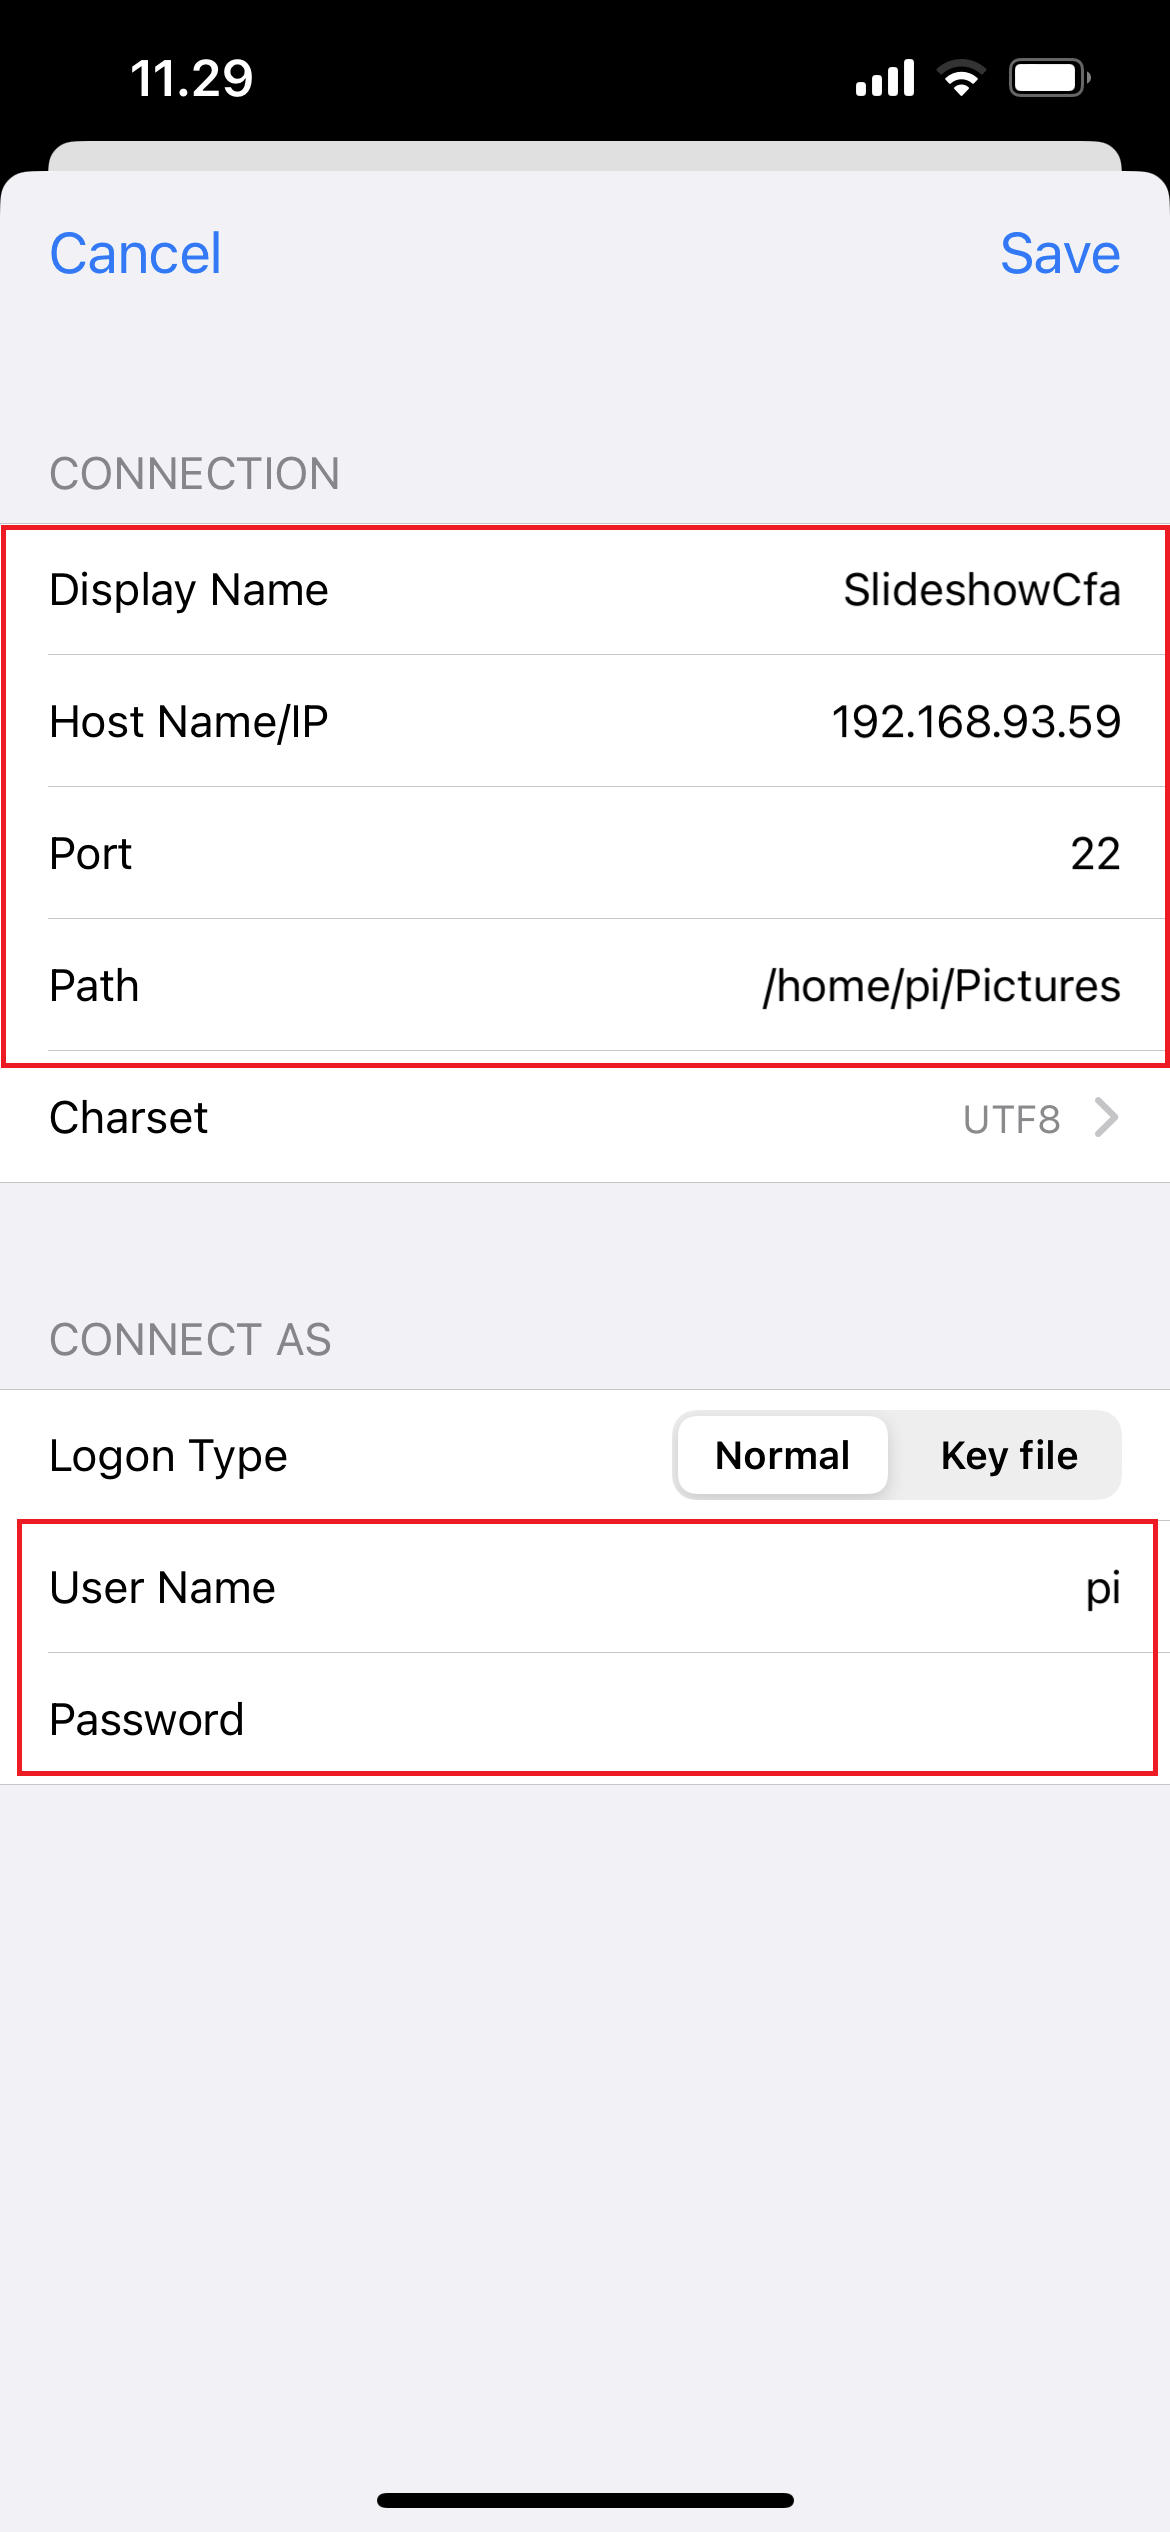 11.29
Cancel Save
CONNECTION
Display Name SlideshowCfa
Host Name/IP 192.168.93.59
Port 22
Path /home/pi/Pictures
Charset UTF8
CONNECT AS
Logon Type Normal Key file
User Name pi
Password